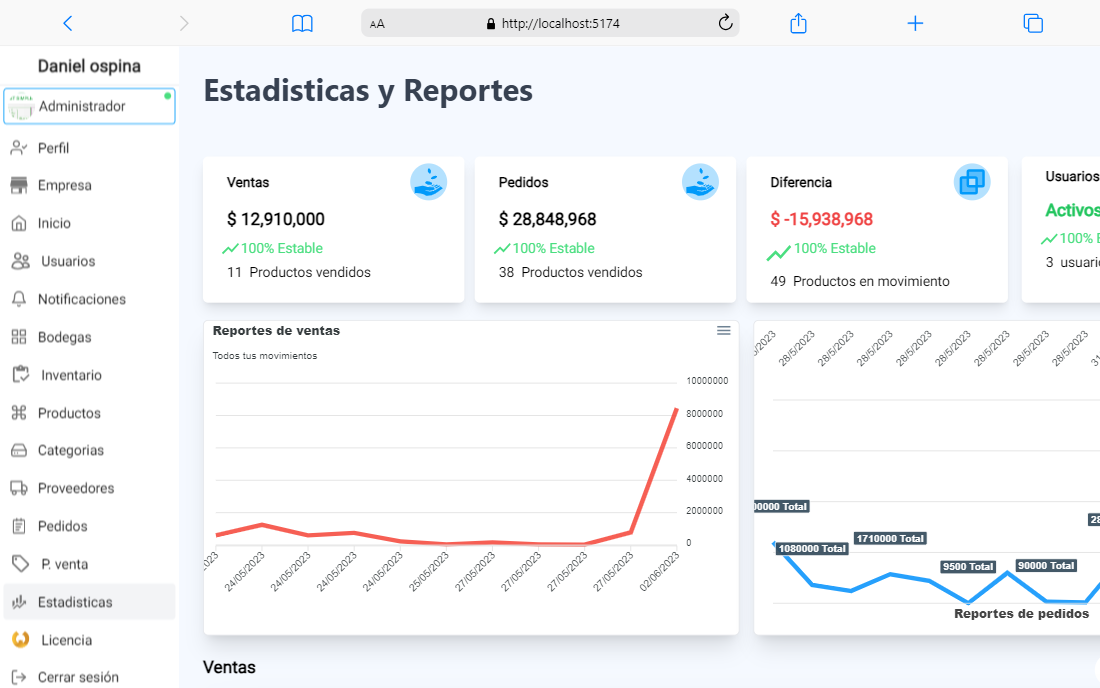 AA
http://localhost:5174
Daniel ospina
Administrador
Perfil
Empresa
Inicio
Usuarios
Notificaciones
Bodegas
Inventario
Productos
Categorias
Proveedores
Pedidos
P. venta
Estadisticas
Licencia
Cerrar sesión
Estadisticas y Reportes
Ventas
$ 12,910,000
100% Estable
11 Productos vendidos
Pedidos
$ 28,848,968
100% Estable
38 Productos vendidos
Diferencia
$ -15,938,968
100% Estable
49 Productos en movimiento
Usuarios
Activos
100% E
3 usuari
Reportes de ventas
Todos tus movimientos
10000000
8000000
6000000
4000000
2000000
0
2023
24/05/2023
24/05/2023
24/05/2023
24/05/2023
25/05/2023
27/05/2023
27/05/2023
27/05/2023
27/05/2023
02/06/2023
5/2023
28/5/2023
28/5/2023
28/5/2023
28/5/2023
28/5/2023
28/5/2023
28/5/2023
28/5/2023
31
00000 Total
1080000 Total
1710000 Total
9500 Total
90000 Total
28
Reportes de pedidos
Ventas